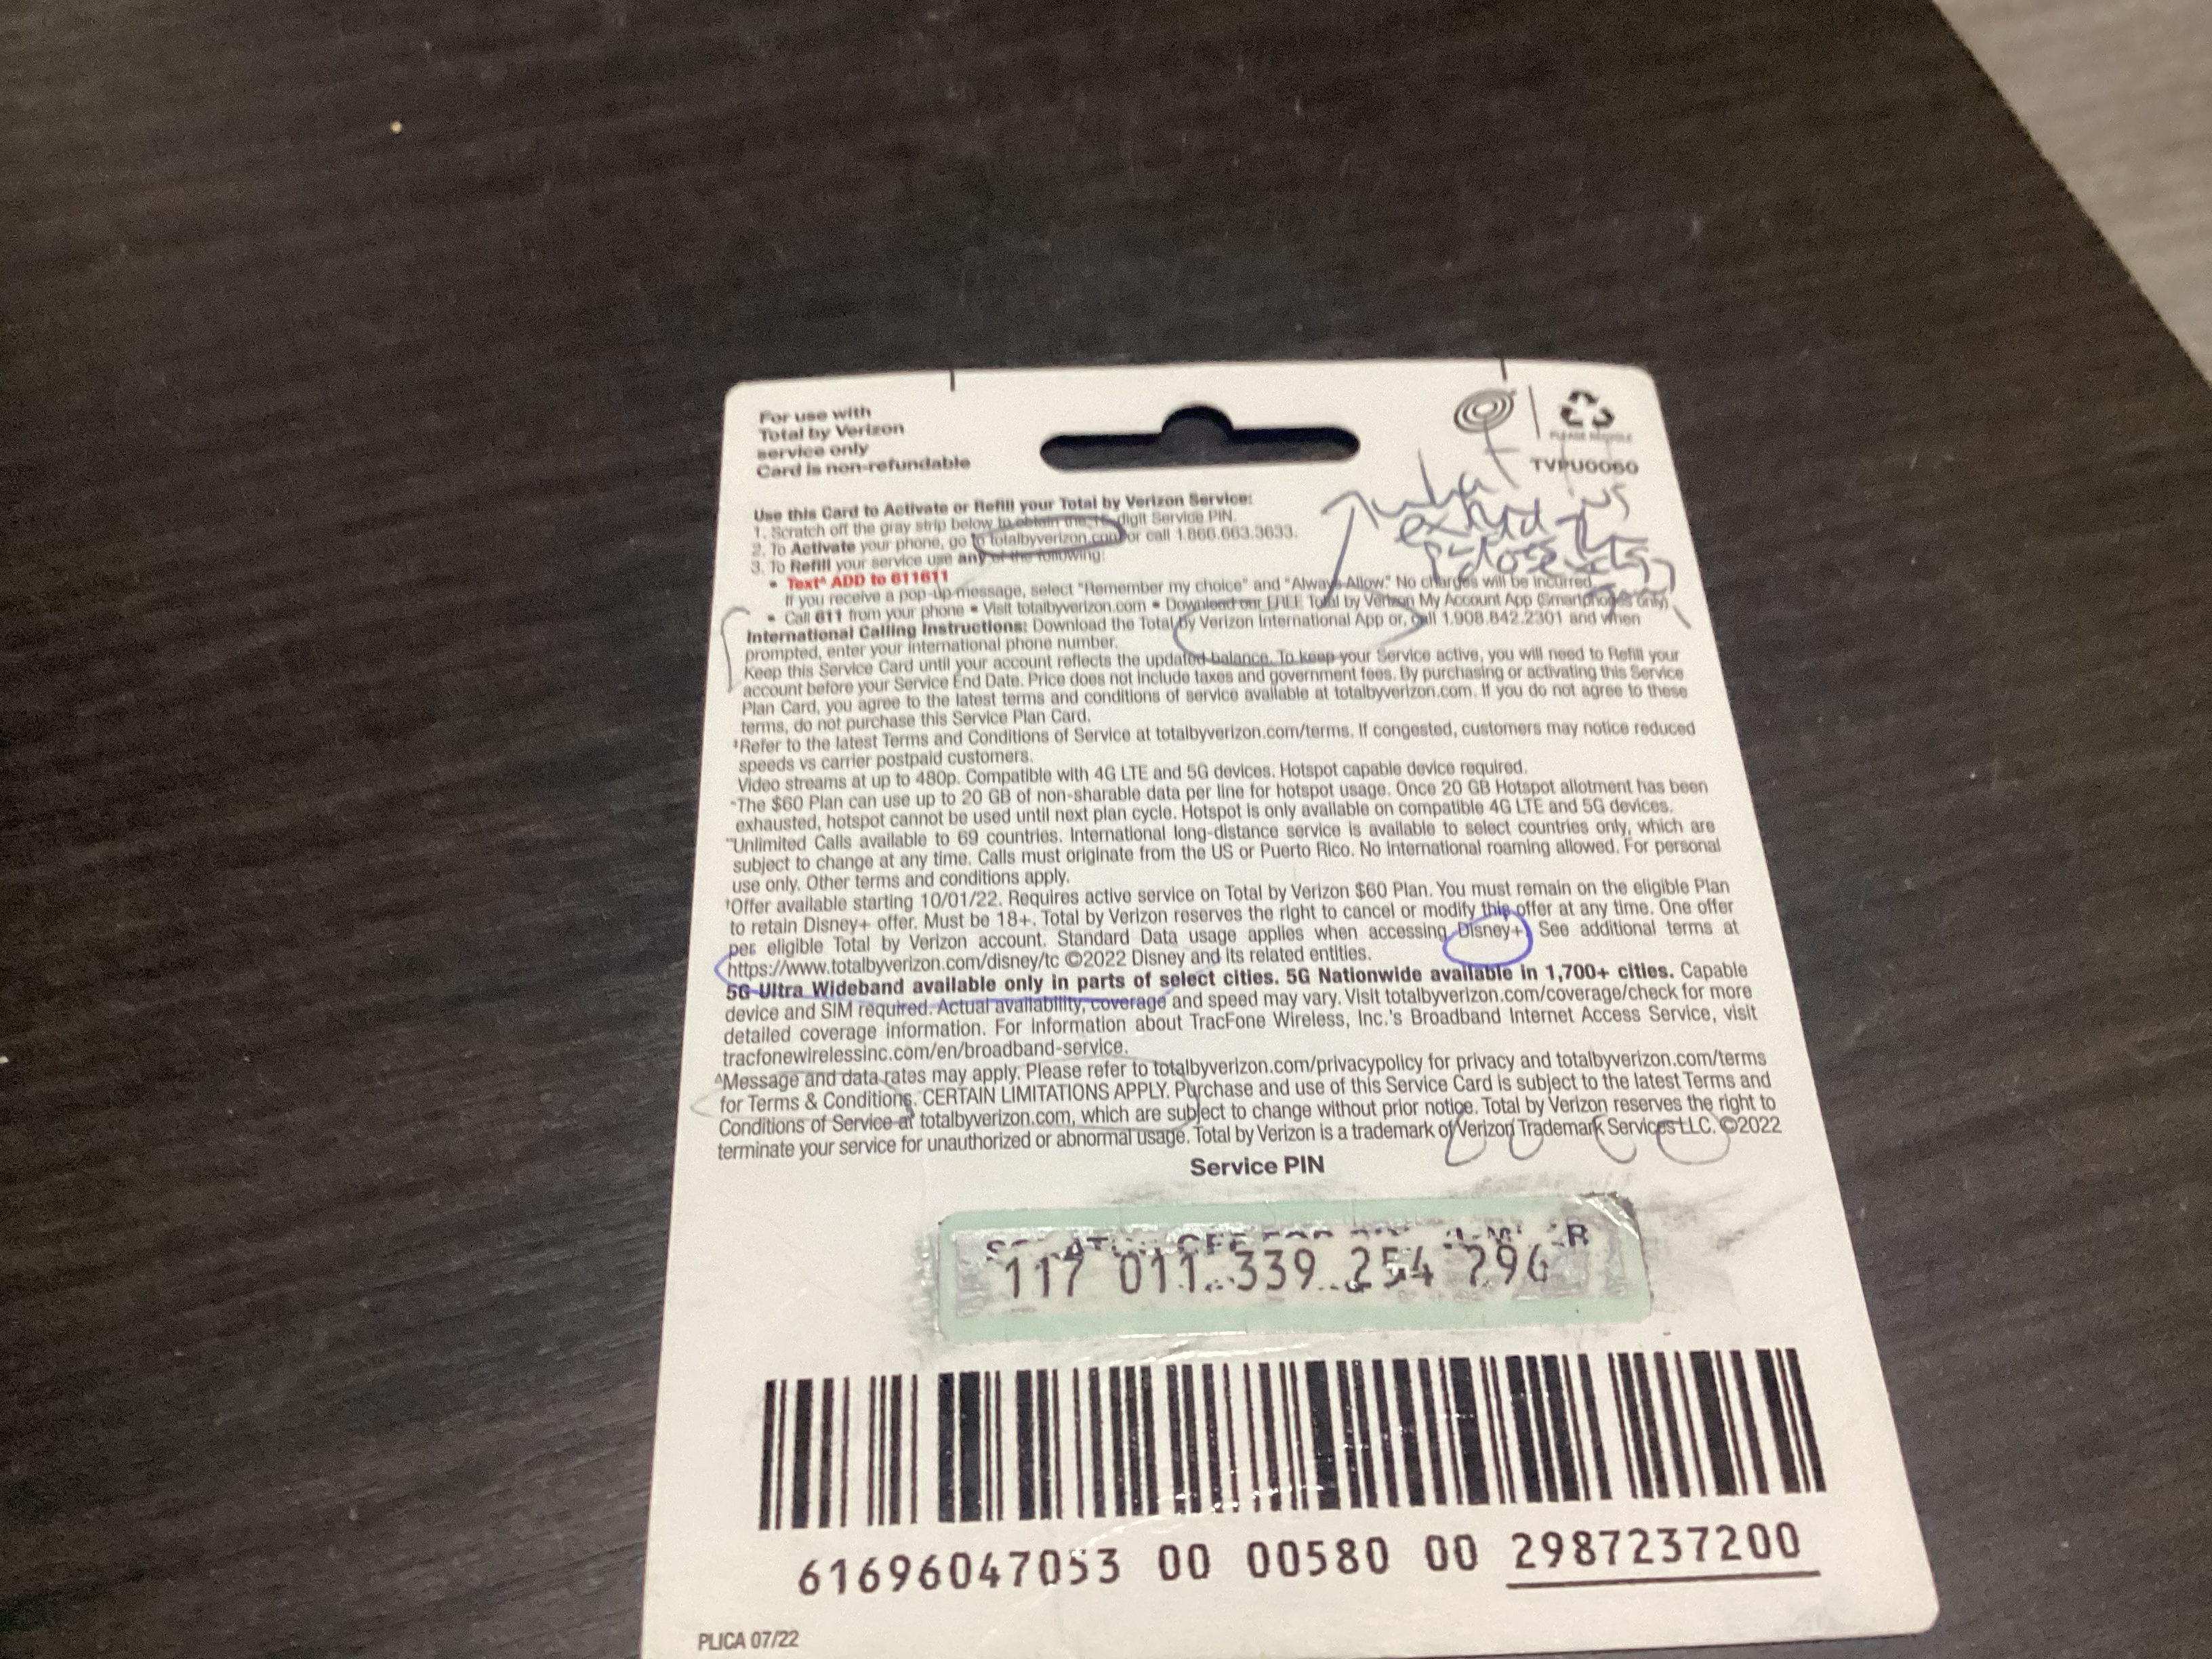 For use with
Total by Verizon
service only
Card is non-refundable
PLEASE RECYCLE
TVPU0060
Use this Card to Activate or Refill your Total by Verizon Service:
1. Scratch off the gray strip below to obtain the 15-digit Service PIN.
2. To Activate your phone, go to totalbyverizon.com or call 1.866.663.3633.
3. To Refill your service use any of the following:
• Text^ ADD to 611611
If you receive a pop-up message, select "Remember my choice" and "Always Allow." No charges will be incurred
• Call 611 from your phone • Visit totalbyverizon.com • Download our FREE Total by Verizon My Account App (Smartphones only)
International Calling Instructions: Download the Total by Verizon International App or, call 1.908.842.2301 and when
prompted, enter your international phone number.
Keep this Service Card until your account reflects the updated balance. To keep your Service active, you will need to Refill your
account before your Service End Date. Price does not include taxes and government fees. By purchasing or activating this Service
Plan Card, you agree to the latest terms and conditions of service available at totalbyverizon.com. If you do not agree to these
terms, do not purchase this Service Plan Card.
‡Refer to the latest Terms and Conditions of Service at totalbyverizon.com/terms. If congested, customers may notice reduced
speeds vs carrier postpaid customers.
Video streams at up to 480p. Compatible with 4G LTE and 5G devices. Hotspot capable device required.
~The $60 Plan can use up to 20 GB of non-sharable data per line for hotspot usage. Once 20 GB Hotspot allotment has been
exhausted, hotspot cannot be used until next plan cycle. Hotspot is only available on compatible 4G LTE and 5G devices.
**Unlimited Calls available to 69 countries. International long-distance service is available to select countries only, which are
subject to change at any time. Calls must originate from the US or Puerto Rico. No international roaming allowed. For personal
use only. Other terms and conditions apply.
†Offer available starting 10/01/22. Requires active service on Total by Verizon $60 Plan. You must remain on the eligible Plan
to retain Disney+ offer. Must be 18+. Total by Verizon reserves the right to cancel or modify this offer at any time. One offer
per eligible Total by Verizon account. Standard Data usage applies when accessing Disney+. See additional terms at
https://www.totalbyverizon.com/disney/tc ©2022 Disney and its related entities.
5G Ultra Wideband available only in parts of select cities. 5G Nationwide available in 1,700+ cities. Capable
device and SIM required. Actual availability, coverage and speed may vary. Visit totalbyverizon.com/coverage/check for more
detailed coverage information. For information about TracFone Wireless, Inc.'s Broadband Internet Access Service, visit
tracfonewirelessinc.com/en/broadband-service.
ΔMessage and data rates may apply. Please refer to totalbyverizon.com/privacypolicy for privacy and totalbyverizon.com/terms
for Terms & Conditions. CERTAIN LIMITATIONS APPLY. Purchase and use of this Service Card is subject to the latest Terms and
Conditions of Service at totalbyverizon.com, which are subject to change without prior notice. Total by Verizon reserves the right to
terminate your service for unauthorized or abnormal usage. Total by Verizon is a trademark of Verizon Trademark Services LLC. ©2022
Service PIN
117 011 339 254 796
61696047053 00 00580 00 2987237200
PLICA 07/22